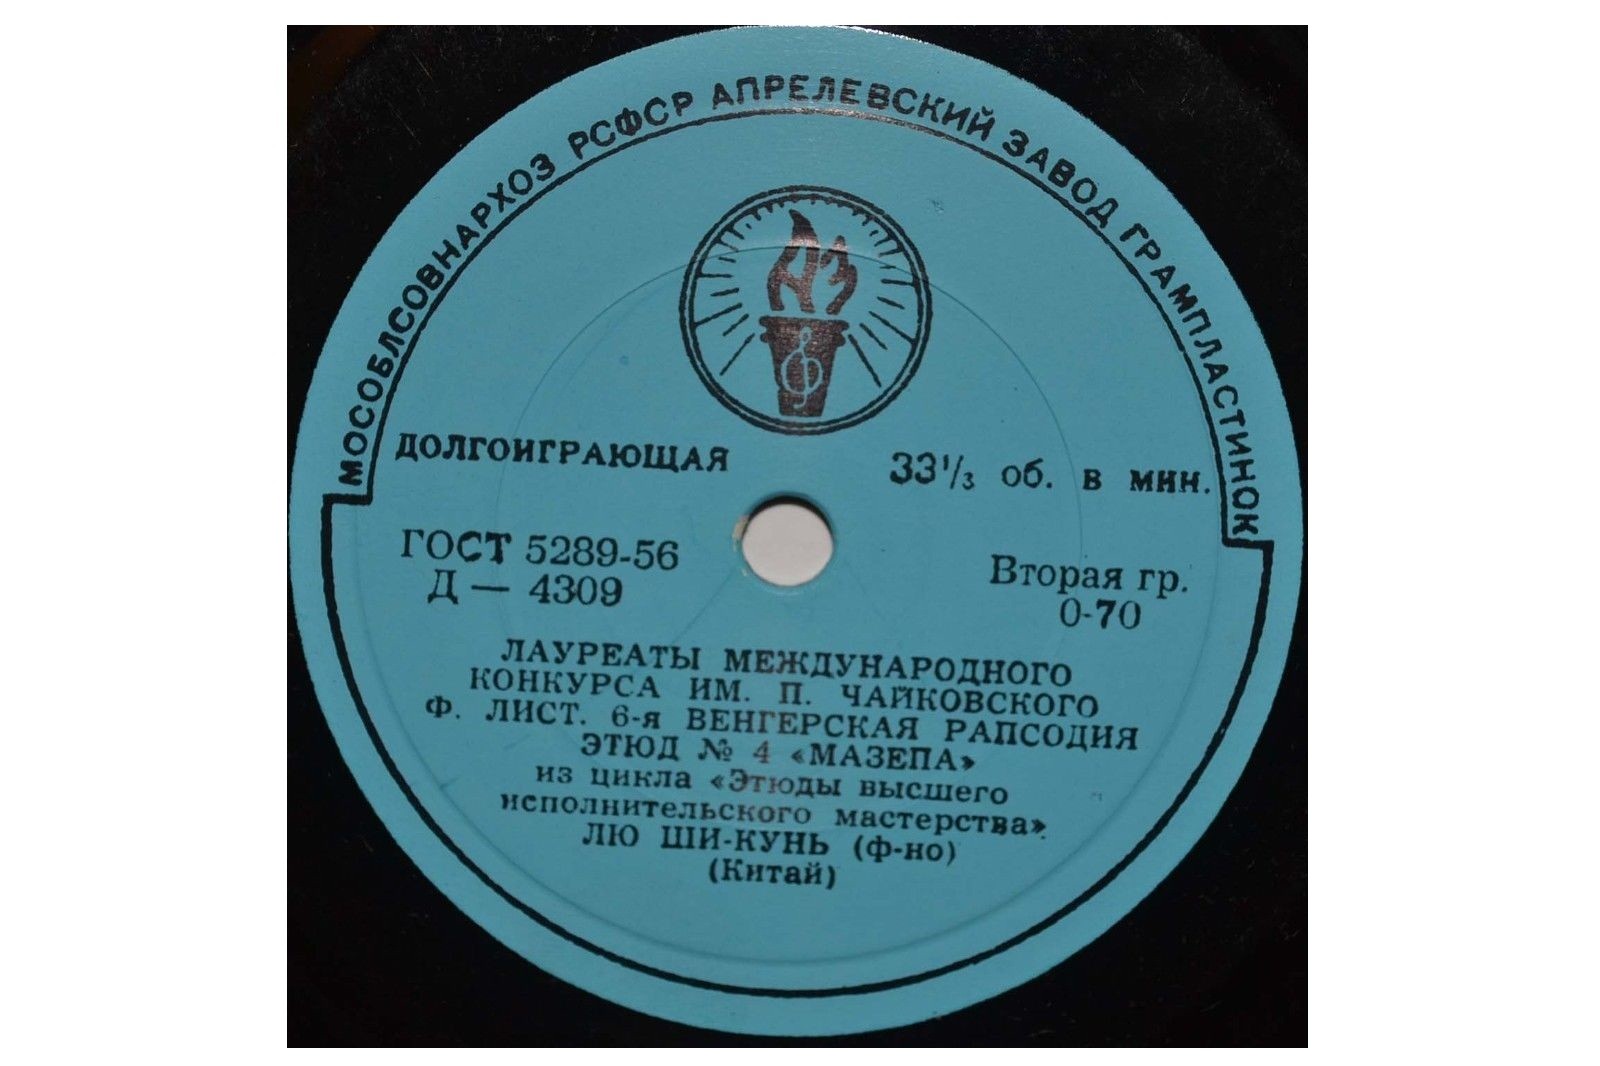 МОСОБЛСОВНАРХОЗ РСФСР АПРЕЛЕВСКИЙ ЗАВОД ГРАМПЛАСТИНОК
ДОЛГОИГРАЮЩАЯ
33⅓ об. в мин.
ГОСТ 5289-56
Д — 4309
Вторая гр.
0-70
ЛАУРЕАТЫ МЕЖДУНАРОДНОГО
КОНКУРСА ИМ. П. ЧАЙКОВСКОГО
Ф. ЛИСТ. 6-я ВЕНГЕРСКАЯ РАПСОДИЯ
ЭТЮД № 4 «МАЗЕПА»
из цикла «Этюды высшего
исполнительского мастерства»
ЛЮ ШИ-КУНЬ (ф-но)
(Китай)